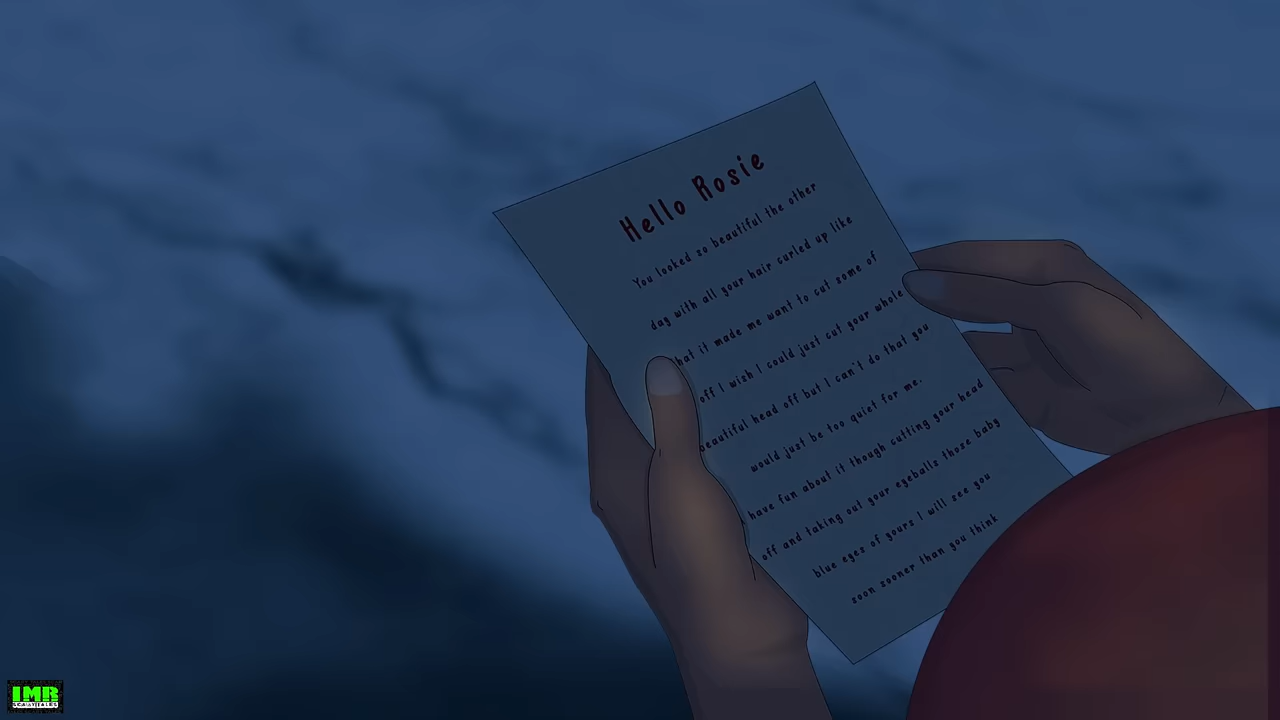 Hello Rosie
You looked so beautiful the other
day with all your hair curled up like
that it made me want to cut some of
off I wish I could just cut your whole
beautiful head off but I can't do that you
would just be too quiet for me.
have fun about it though cutting your head
off and taking out your eyeballs those baby
blue eyes of yours I will see you
soon sooner than you think
IMR
SCARYTALES